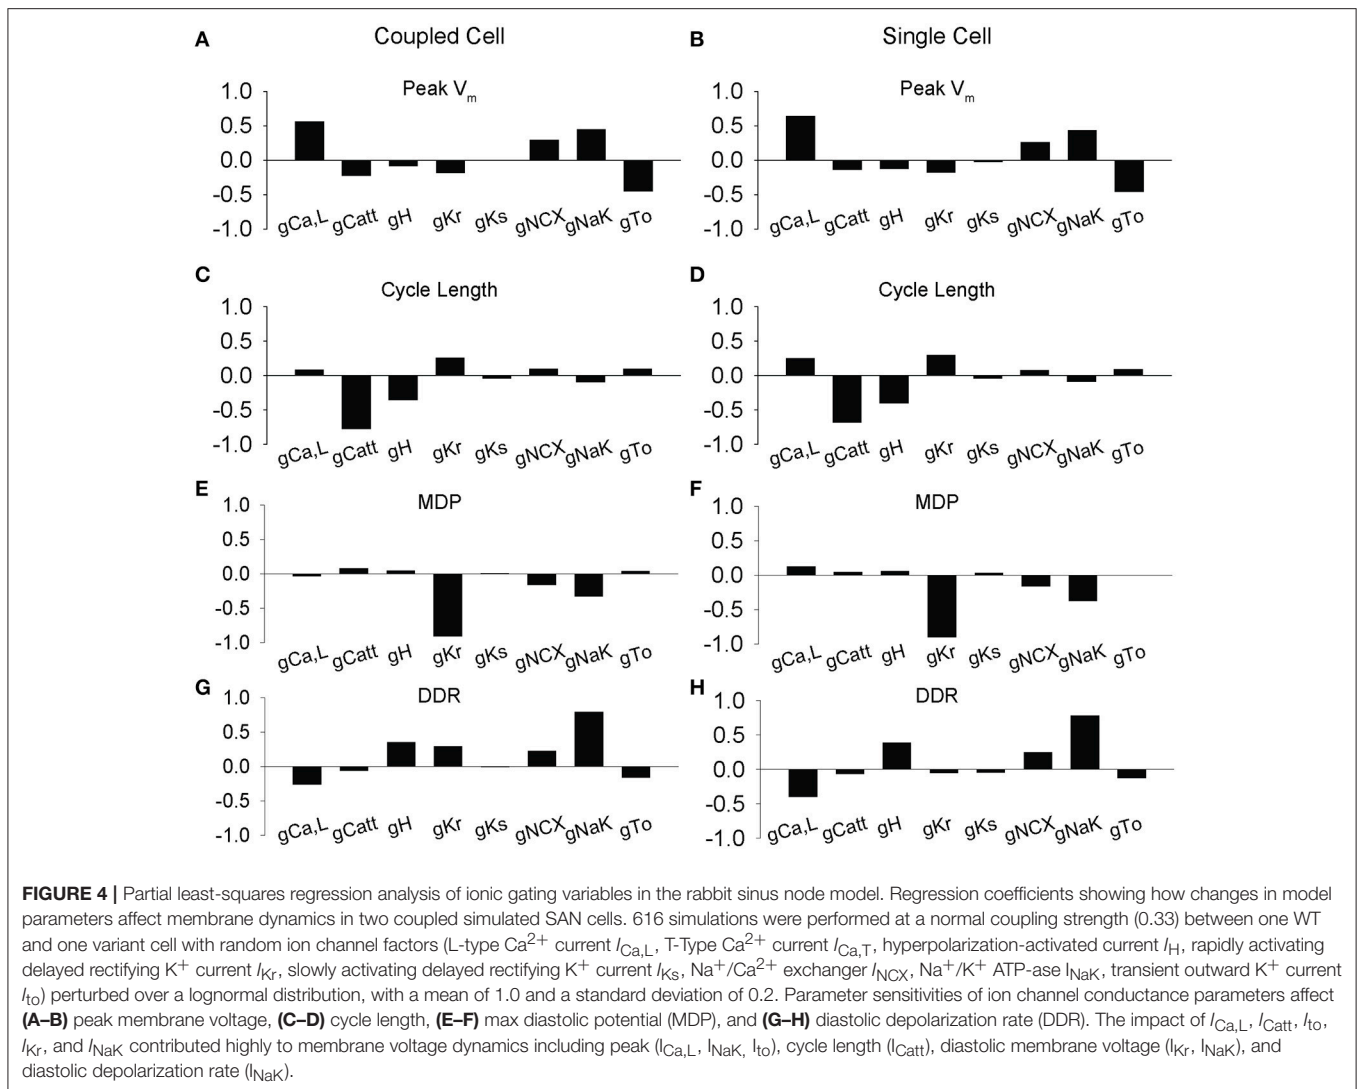 A Coupled Cell B Single Cell
Peak Vm Peak Vm
1.0 1.0
0.5 0.5
0.0 0.0
-0.5 -0.5
-1.0 -1.0
gCa,L gCatt gH gKr gKs gNCX gNaK gTo gCa,L gCatt gH gKr gKs gNCX gNaK gTo
C Cycle Length D Cycle Length
1.0 1.0
0.5 0.5
0.0 0.0
-0.5 -0.5
-1.0 -1.0
gCa,L gCatt gH gKr gKs gNCX gNaK gTo gCa,L gCatt gH gKr gKs gNCX gNaK gTo
E MDP F MDP
1.0 1.0
0.5 0.5
0.0 0.0
-0.5 -0.5
-1.0 -1.0
gCa,L gCatt gH gKr gKs gNCX gNaK gTo gCa,L gCatt gH gKr gKs gNCX gNaK gTo
G DDR H DDR
1.0 1.0
0.5 0.5
0.0 0.0
-0.5 -0.5
-1.0 -1.0
gCa,L gCatt gH gKr gKs gNCX gNaK gTo gCa,L gCatt gH gKr gKs gNCX gNaK gTo
FIGURE 4 | Partial least-squares regression analysis of ionic gating variables in the rabbit sinus node model. Regression coefficients showing how changes in model
parameters affect membrane dynamics in two coupled simulated SAN cells. 616 simulations were performed at a normal coupling strength (0.33) between one WT
and one variant cell with random ion channel factors (L-type Ca2+ current ICa,L, T-Type Ca2+ current ICa,T, hyperpolarization-activated current IH, rapidly activating
delayed rectifying K+ current IKr, slowly activating delayed rectifying K+ current IKs, Na+/Ca2+ exchanger INCX, Na+/K+ ATP-ase INaK, transient outward K+ current
Ito) perturbed over a lognormal distribution, with a mean of 1.0 and a standard deviation of 0.2. Parameter sensitivities of ion channel conductance parameters affect
(A–B) peak membrane voltage, (C–D) cycle length, (E–F) max diastolic potential (MDP), and (G–H) diastolic depolarization rate (DDR). The impact of ICa,L, ICatt, Ito,
IKr, and INaK contributed highly to membrane voltage dynamics including peak (ICa,L, INaK, Ito), cycle length (ICatt), diastolic membrane voltage (IKr, INaK), and
diastolic depolarization rate (INaK).